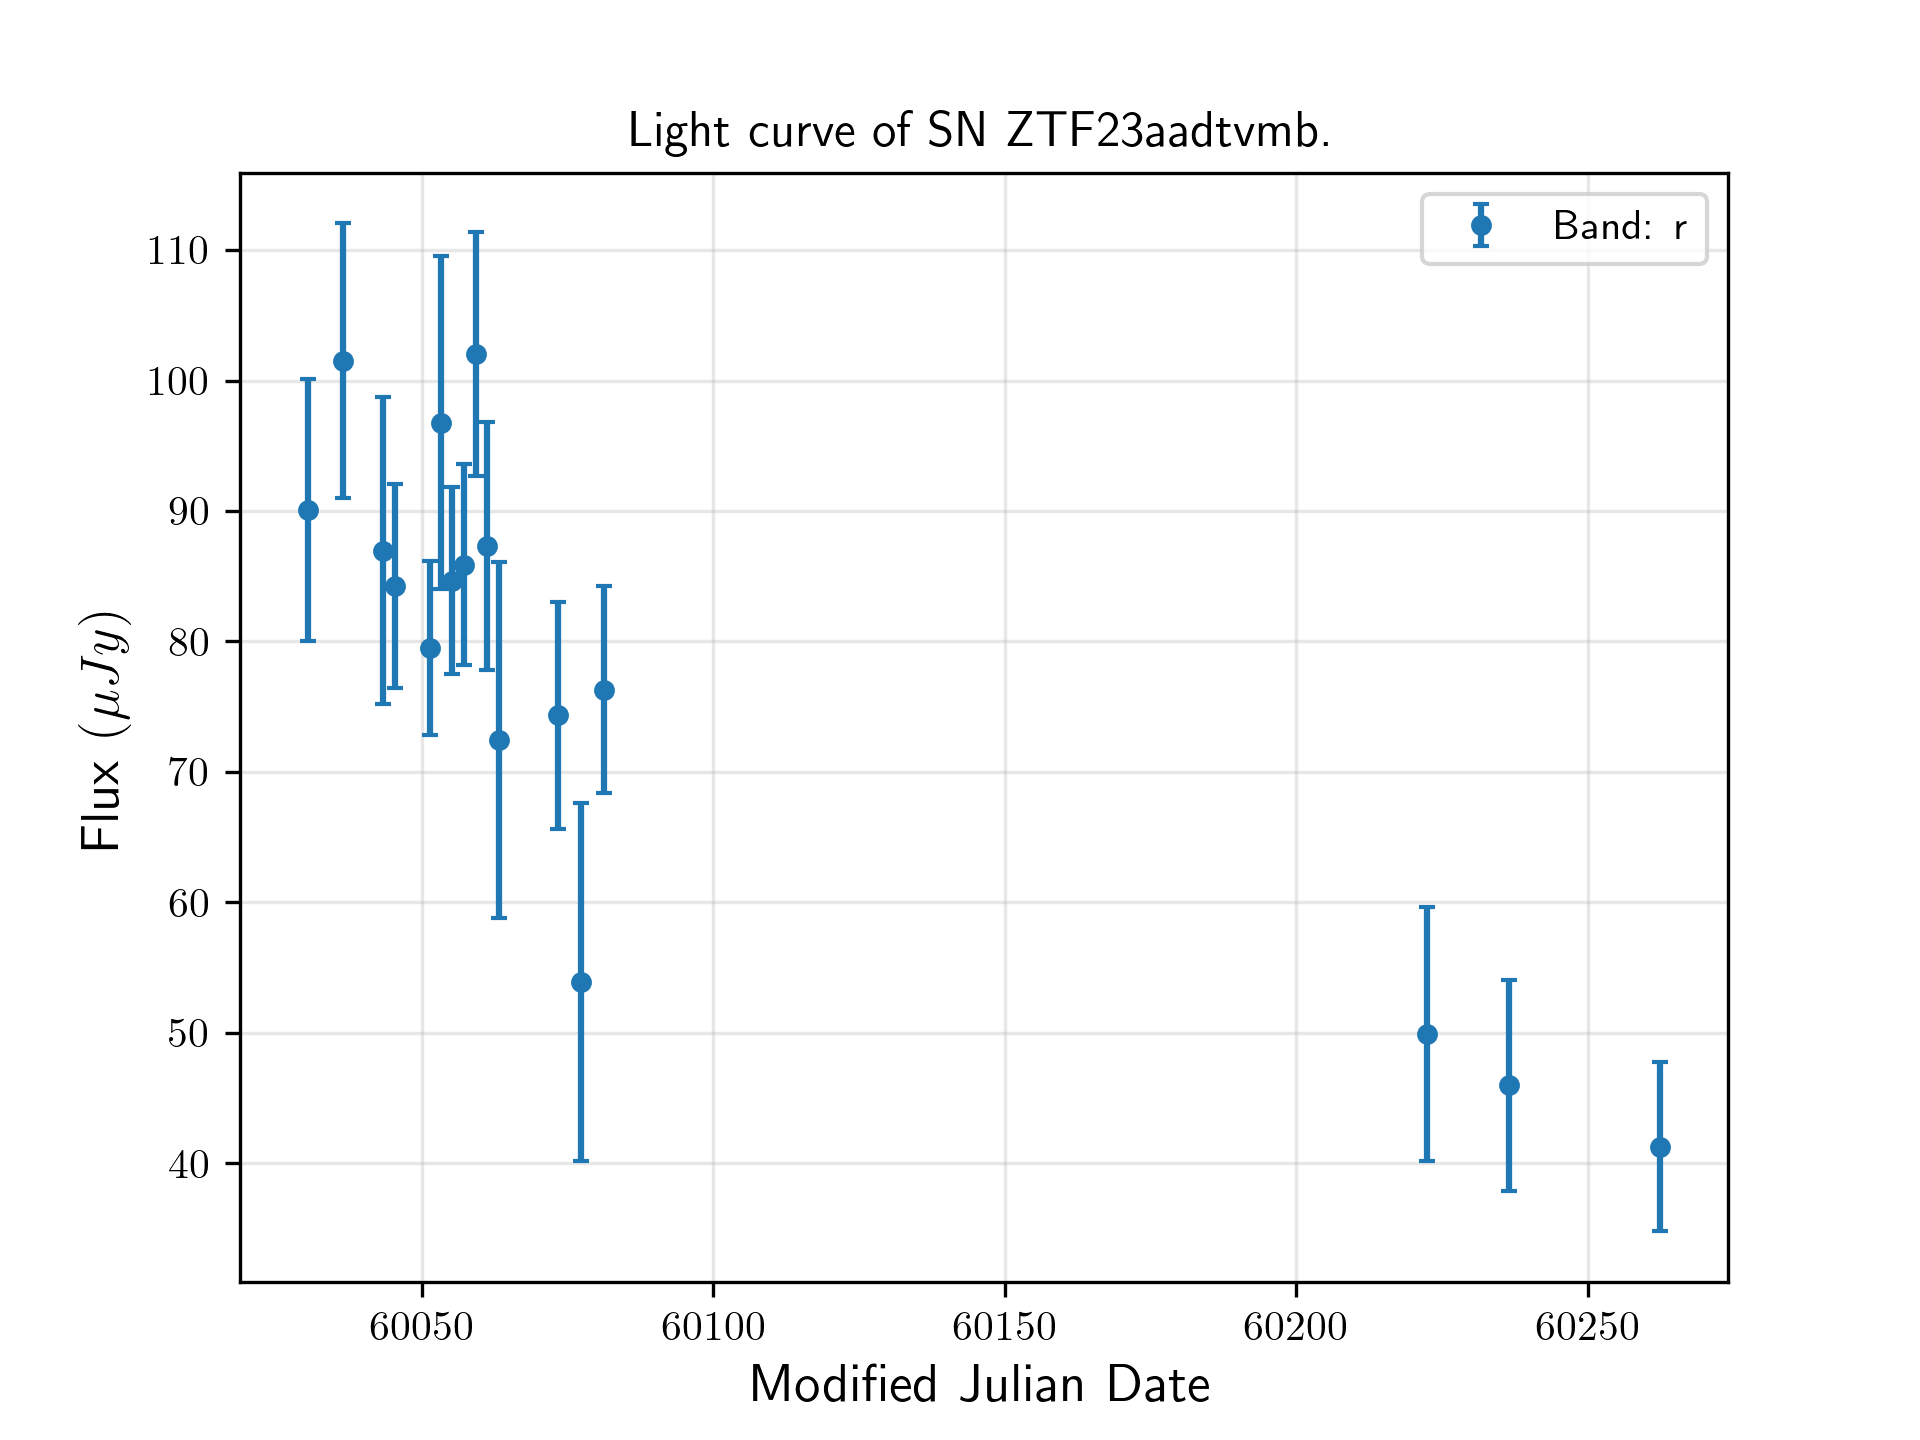 Light curve of SN ZTF23aadtvmb.
Band: r
110
100
90
80
70
60
50
40
Flux (μJy)
60050 60100 60150 60200 60250
Modified Julian Date